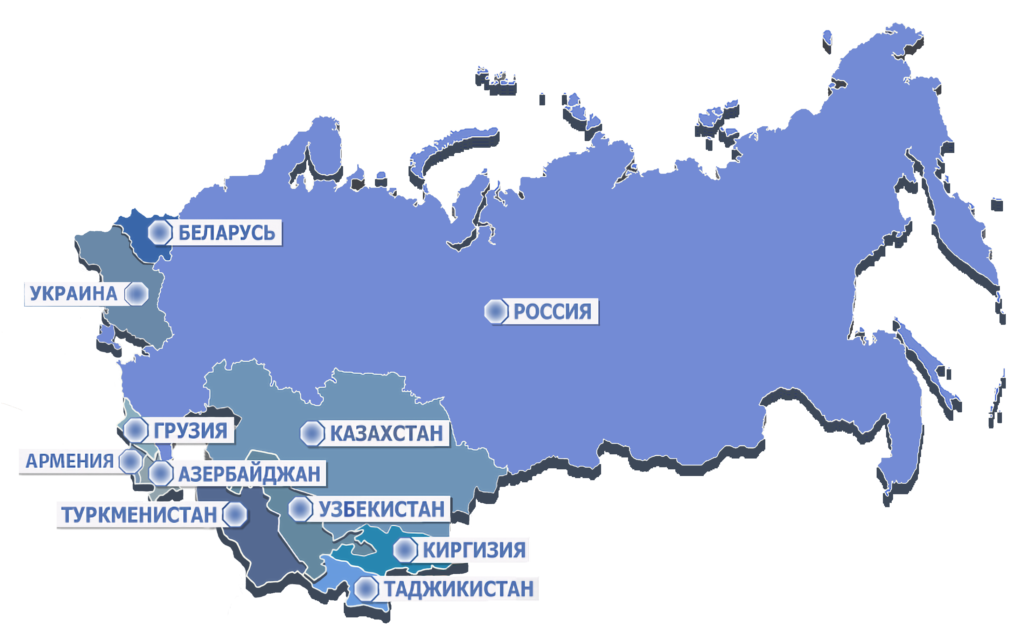 БЕЛАРУСЬ
УКРАИНА
РОССИЯ
ГРУЗИЯ
КАЗАХСТАН
АРМЕНИЯ
АЗЕРБАЙДЖАН
ТУРКМЕНИСТАН
УЗБЕКИСТАН
КИРГИЗИЯ
ТАДЖИКИСТАН